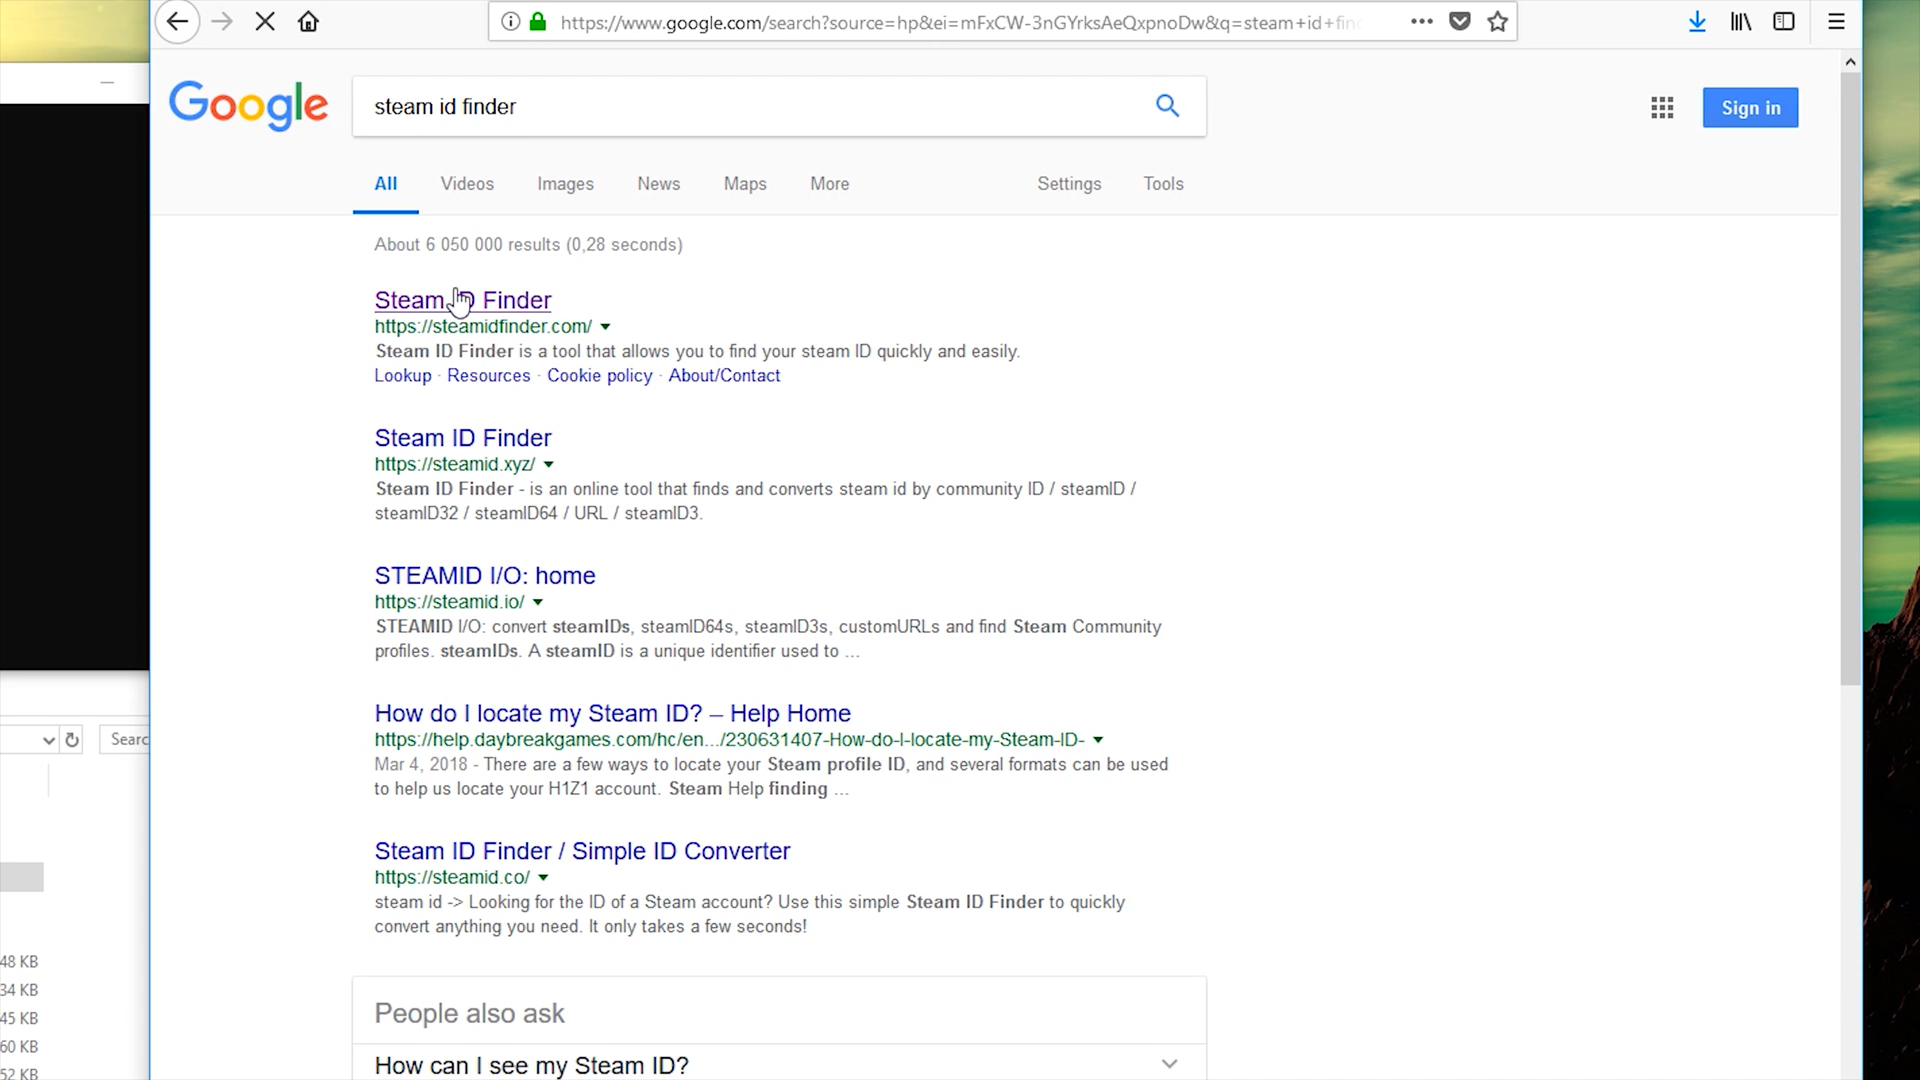 https://www.google.com/search?source=hp&ei=mFxCW-3nGYrksAeQxpnoDw&q=steam+id+fin
Google
steam id finder
Sign in
All Videos Images News Maps More Settings Tools
About 6 050 000 results (0,28 seconds)
Steam ID Finder
https://steamidfinder.com/
Steam ID Finder is a tool that allows you to find your steam ID quickly and easily.
Lookup · Resources · Cookie policy · About/Contact
Steam ID Finder
https://steamid.xyz/
Steam ID Finder - is an online tool that finds and converts steam id by community ID / steamID /
steamID32 / steamID64 / URL / steamID3.
STEAMID I/O: home
https://steamid.io/
STEAMID I/O: convert steamIDs, steamID64s, steamID3s, customURLs and find Steam Community
profiles. steamIDs. A steamID is a unique identifier used to ...
How do I locate my Steam ID? – Help Home
https://help.daybreakgames.com/hc/en.../230631407-How-do-I-locate-my-Steam-ID-
Mar 4, 2018 - There are a few ways to locate your Steam profile ID, and several formats can be used
to help us locate your H1Z1 account. Steam Help finding ...
Steam ID Finder / Simple ID Converter
https://steamid.co/
steam id -> Looking for the ID of a Steam account? Use this simple Steam ID Finder to quickly
convert anything you need. It only takes a few seconds!
People also ask
How can I see my Steam ID?
Searc
48 KB
34 KB
45 KB
60 KB
52 KB